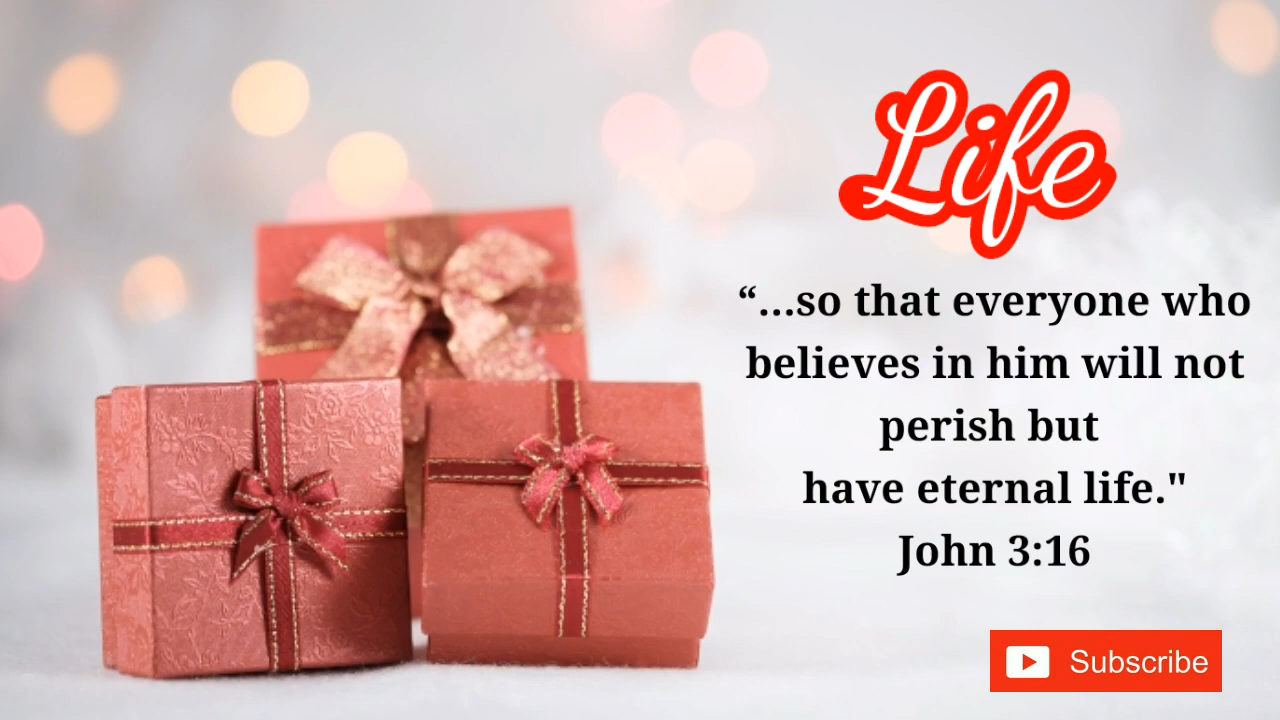 Life
“...so that everyone who
believes in him will not
perish but
have eternal life."
John 3:16
Subscribe